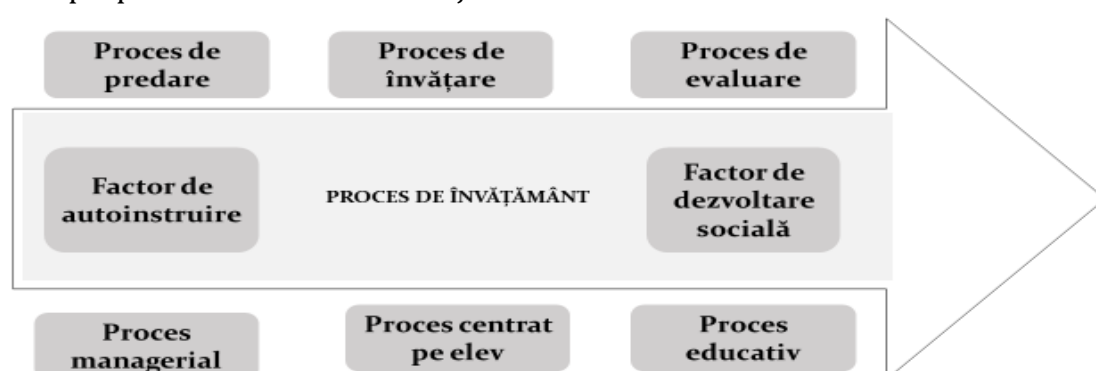 Proces de
predare
Proces de
învățare
Proces de
evaluare
Factor de
autoinstruire
PROCES DE ÎNVĂȚĂMÂNT
Factor de
dezvoltare
socială
Proces
managerial
Proces centrat
pe elev
Proces
educativ